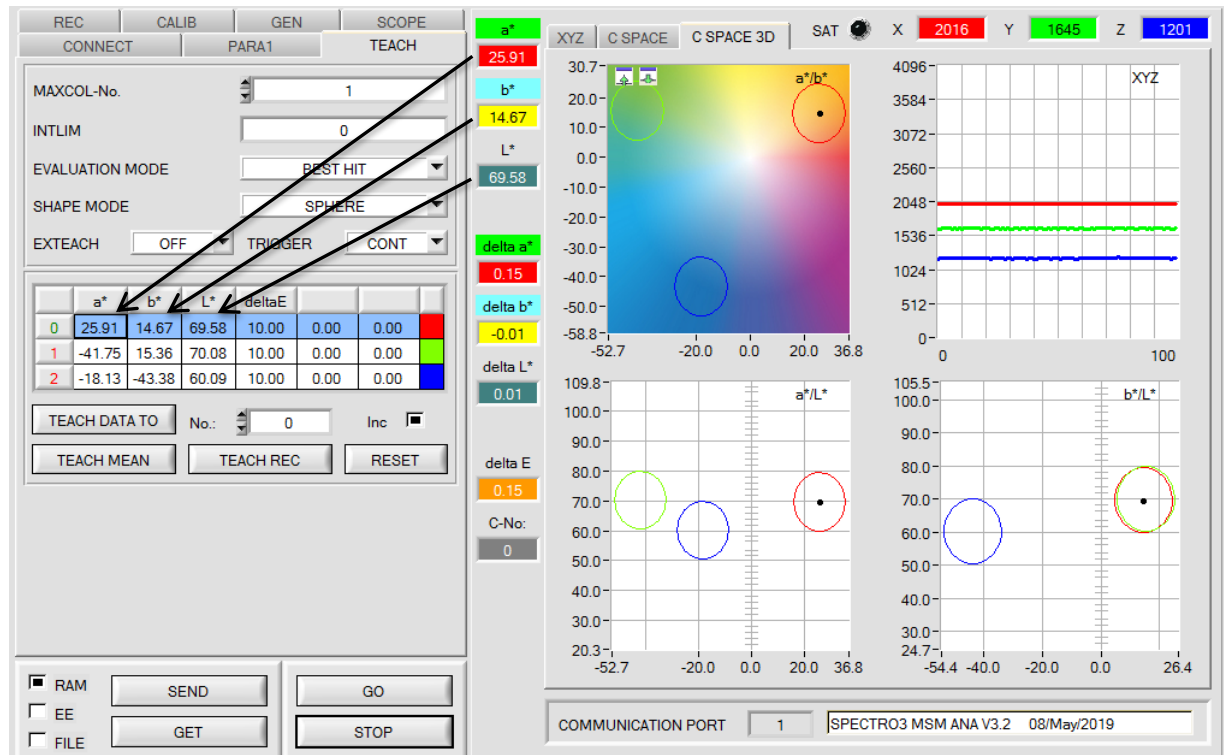 REC CALIB GEN SCOPE
CONNECT PARA1 TEACH
MAXCOL-No. 1
INTLIM 0
EVALUATION MODE BEST HIT
SHAPE MODE SPHERE
EXTEACH OFF TRIGGER CONT
a* b* L* deltaE
0 25.91 14.67 69.58 10.00 0.00 0.00
1 -41.75 15.36 70.08 10.00 0.00 0.00
2 -18.13 -43.38 60.09 10.00 0.00 0.00
TEACH DATA TO No.: 0 Inc
TEACH MEAN TEACH REC RESET
RAM
EE
FILE
SEND
GET
GO
STOP
a*
25.91
b*
14.67
L*
69.58
delta a*
0.15
delta b*
-0.01
delta L*
0.01
delta E
0.15
C-No:
0
XYZ C SPACE C SPACE 3D SAT X 2016 Y 1645 Z 1201
a*/b*
30.7
20.0
10.0
0.0
-10.0
-20.0
-30.0
-40.0
-50.0
-58.8
-52.7 -20.0 0.0 20.0 36.8
XYZ
4096
3584
3072
2560
2048
1536
1024
512
0
0 100
a*/L*
109.8
100.0
90.0
80.0
70.0
60.0
50.0
40.0
30.0
20.3
-52.7 -20.0 0.0 20.0 36.8
b*/L*
105.5
100.0
90.0
80.0
70.0
60.0
50.0
40.0
30.0
24.7
-54.4 -40.0 -20.0 0.0 26.4
COMMUNICATION PORT 1 SPECTRO3 MSM ANA V3.2 08/May/2019